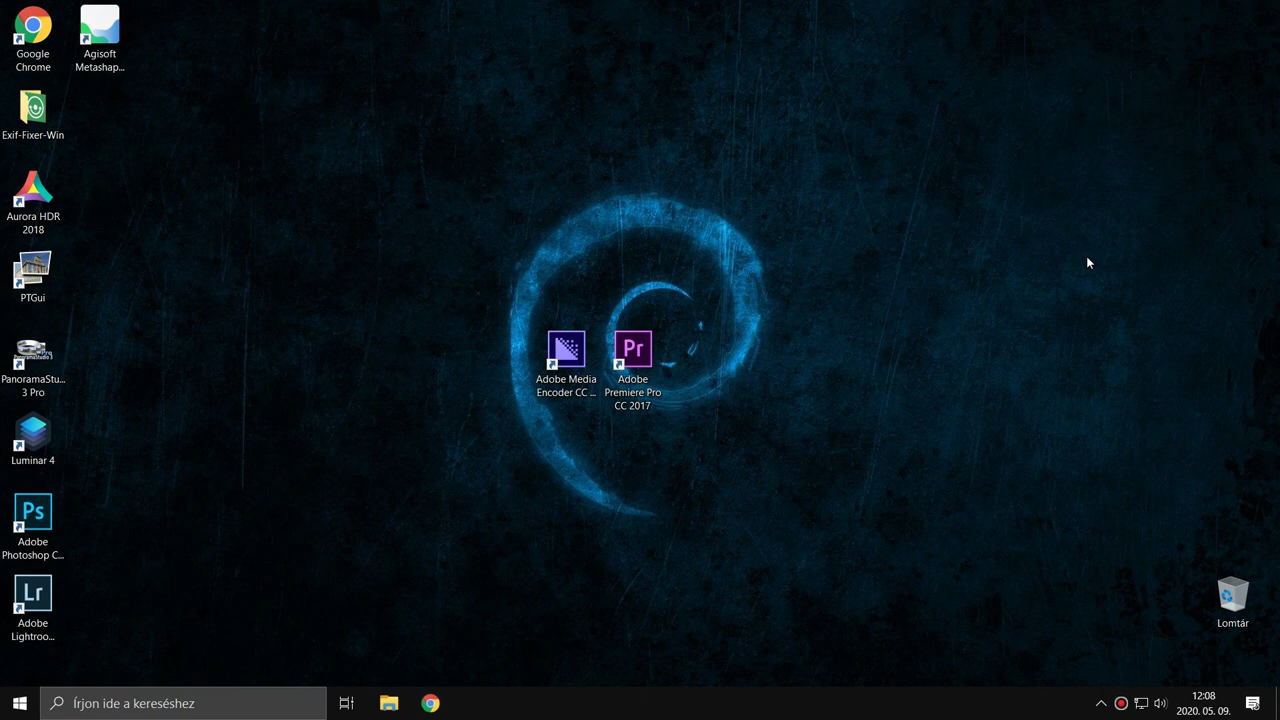 Google
Chrome
Agisoft
Metashap...
Exif-Fixer-Win
Aurora HDR
2018
PTGui
PanoramaStu...
3 Pro
Luminar 4
Ps
Adobe
Photoshop C...
Lr
Adobe
Lightroo...
Adobe Media
Encoder CC ...
Pr
Adobe
Premiere Pro
CC 2017
Lomtár
Írjon ide a kereséshez
12:08
2020. 05. 09.